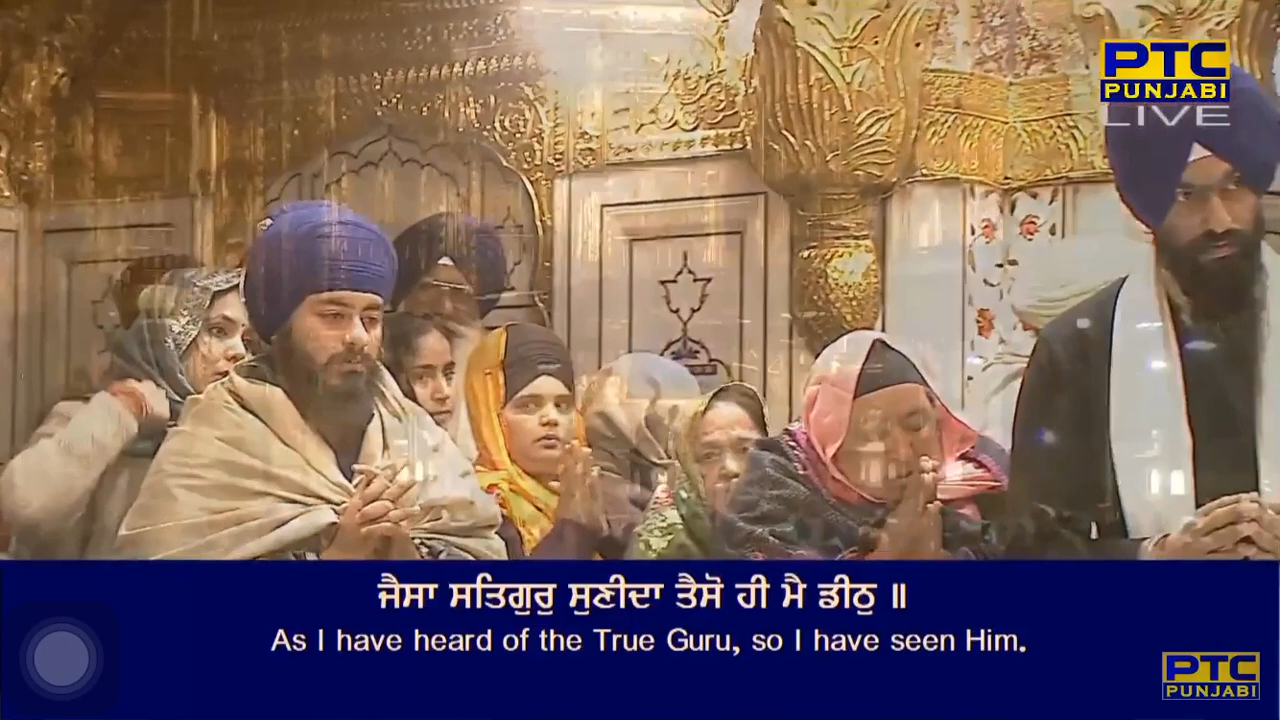 PTC
PUNJABI
LIVE
ਜੈਸਾ ਸਤਿਗੁਰੁ ਸੁਣੀਦਾ ਤੈਸੋ ਹੀ ਮੈ ਡੀਠੁ ॥
As I have heard of the True Guru, so I have seen Him.
PTC
PUNJABI